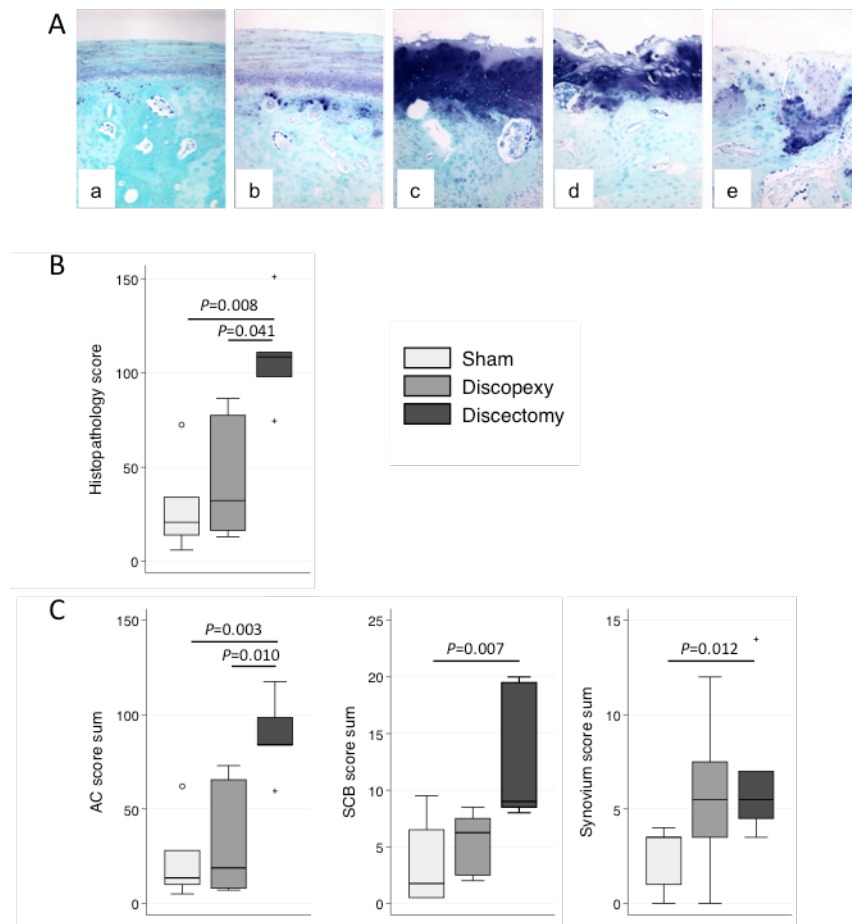 A
a b c d e
B
Histopathology score
150
100
50
0
P=0.008
P=0.041
Sham
Discopexy
Discectomy
C
AC score sum
150
100
50
0
P=0.003
P=0.010
SCB score sum
25
20
15
10
5
0
P=0.007
Synovium score sum
15
10
5
0
P=0.012